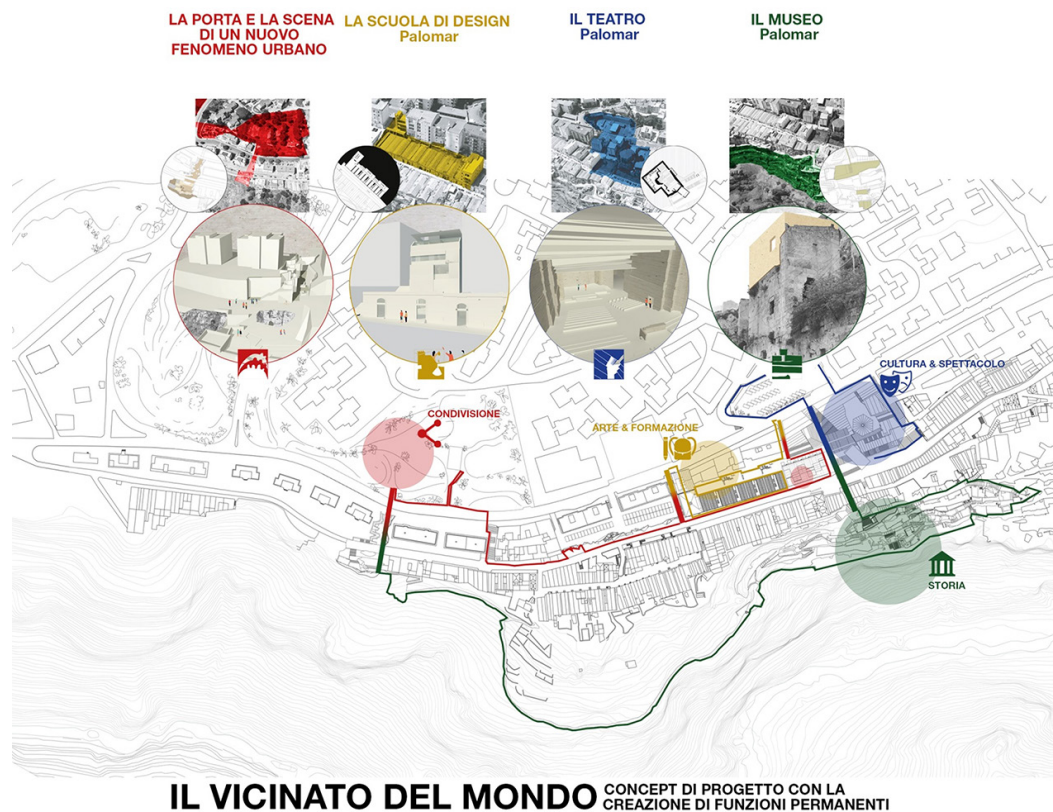 LA PORTA E LA SCENA
DI UN NUOVO
FENOMENO URBANO
LA SCUOLA DI DESIGN
Palomar
IL TEATRO
Palomar
IL MUSEO
Palomar
CULTURA & SPETTACOLO
CONDIVISIONE
ARTE & FORMAZIONE
STORIA
IL VICINATO DEL MONDO
CONCEPT DI PROGETTO CON LA
CREAZIONE DI FUNZIONI PERMANENTI